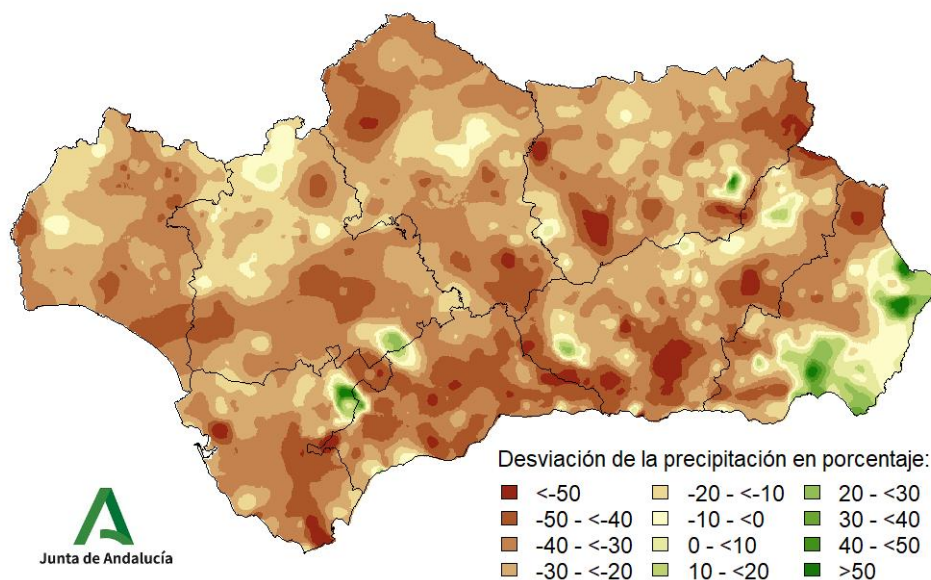 Desviación de la precipitación en porcentaje:
<-50 -20 - <-10 20 - <30
-50 - <-40 -10 - <0 30 - <40
-40 - <-30 0 - <10 40 - <50
-30 - <-20 10 - <20 >50
Junta de Andalucía